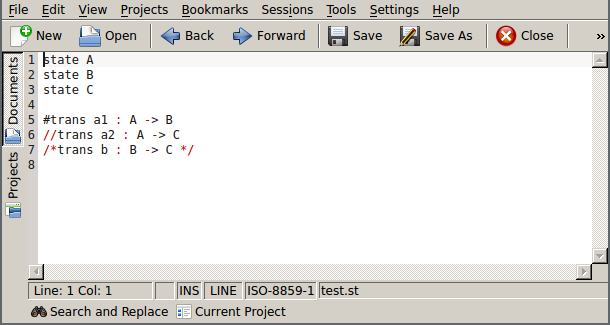 File Edit View Projects Bookmarks Sessions Tools Settings Help
New Open Back Forward Save Save As Close »
Documents
Projects
1 state A
2 state B
3 state C
4
5 #trans a1 : A -> B
6 //trans a2 : A -> C
7 /*trans b : B -> C */
8
Line: 1 Col: 1 INS LINE ISO-8859-1 test.st
Search and Replace Current Project